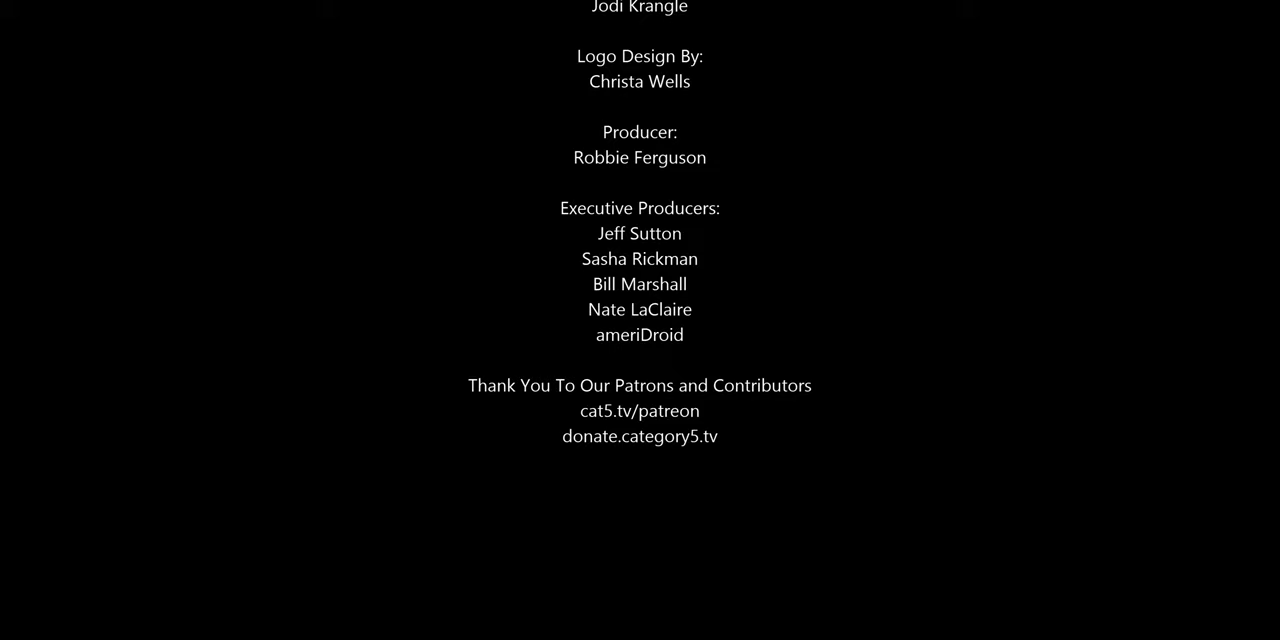 Jodi Krangle
Logo Design By:
Christa Wells
Producer:
Robbie Ferguson
Executive Producers:
Jeff Sutton
Sasha Rickman
Bill Marshall
Nate LaClaire
ameriDroid
Thank You To Our Patrons and Contributors
cat5.tv/patreon
donate.category5.tv